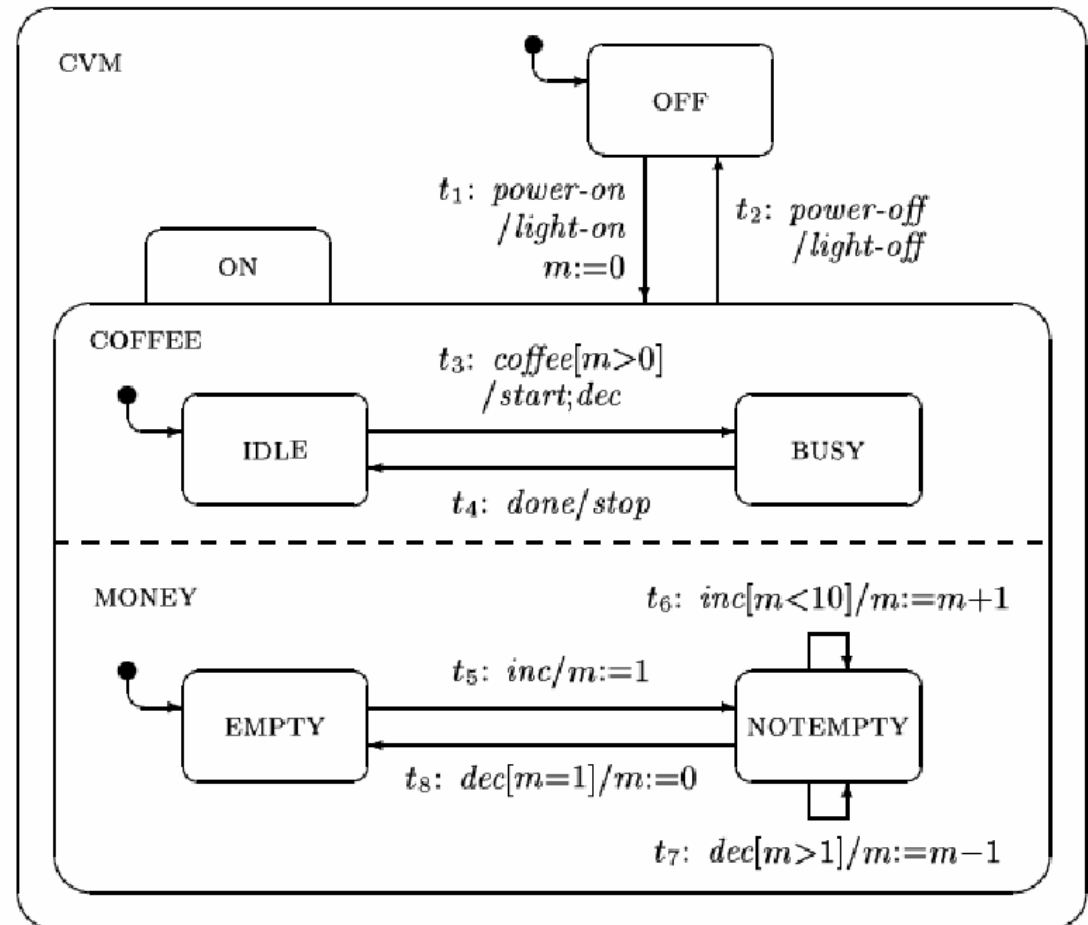 CVM
OFF
t₁: power-on
/light-on
m:=0
t₂: power-off
/light-off
ON
COFFEE
t₃: coffee[m>0]
/start;dec
IDLE
BUSY
t₄: done/stop
MONEY
t₆: inc[m<10]/m:=m+1
t₅: inc/m:=1
EMPTY
NOTEMPTY
t₈: dec[m=1]/m:=0
t₇: dec[m>1]/m:=m−1